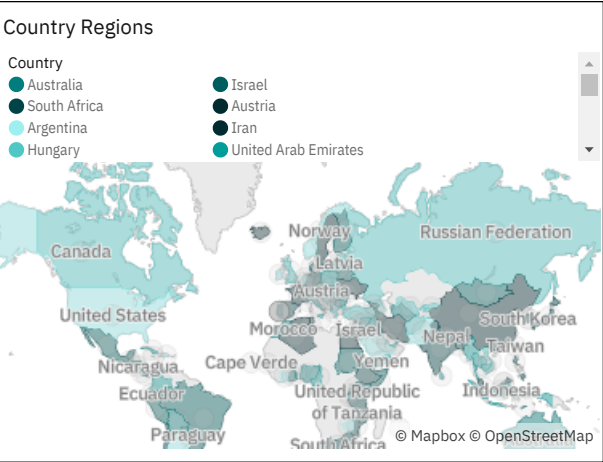 Country Regions
Country
Australia
Israel
South Africa
Austria
Argentina
Iran
Hungary
United Arab Emirates
Norway
Russian Federation
Canada
Latvia
Austria
United States
South Korea
Morocco
Israel
Nepal
Taiwan
Nicaragua
Cape Verde
Yemen
Ecuador
United Republic
of Tanzania
Indonesia
Paraguay
South Africa
Australia
© Mapbox © OpenStreetMap